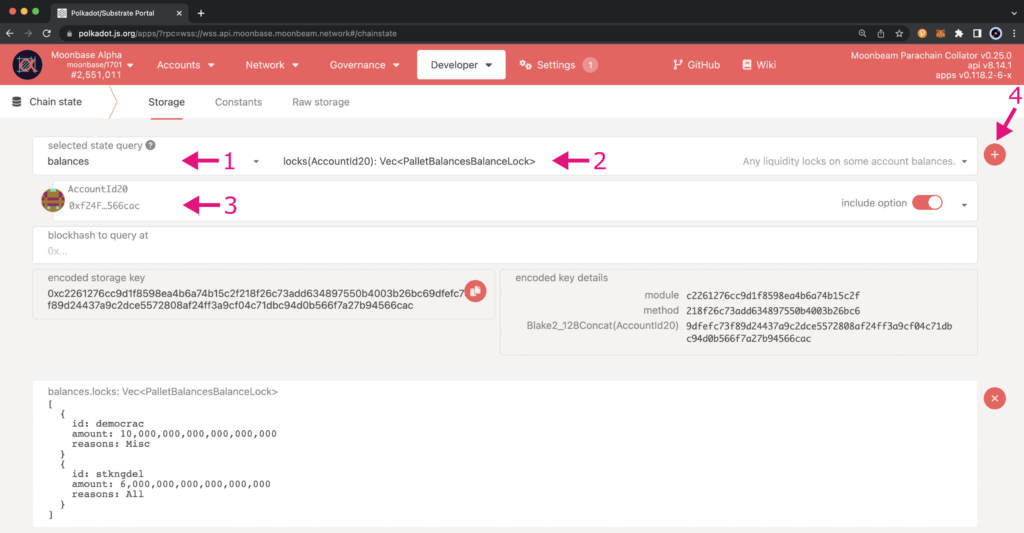 Polkadot/Substrate Portal
polkadot.js.org/apps/?rpc=wss://wss.api.moonbase.moonbeam.network#/chainstate
Moonbase Alpha
moonbase/1701
#2,551,011
Accounts
Network
Governance
Developer
Settings
1
GitHub
Wiki
Moonbeam Parachain Collator v0.25.0
api v8.14.1
apps v0.118.2-6-x
Chain state
Storage
Constants
Raw storage
4
selected state query ?
balances
1
locks(AccountId20): Vec<PalletBalancesBalanceLock>
2
Any liquidity locks on some account balances.
AccountId20
0xf24F…566cac
3
include option
blockhash to query at
0x...
encoded storage key
0xc2261276cc9d1f8598ea4b6a74b15c2f218f26c73add634897550b4003b26bc69dfefc7
f89d24437a9c2dce5572808af24ff3a9cf04c71dbc94d0b566f7a27b94566cac
encoded key details
module c2261276cc9d1f8598ea4b6a74b15c2f
method 218f26c73add634897550b4003b26bc6
Blake2_128Concat(AccountId20) 9dfefc73f89d24437a9c2dce5572808af24ff3a9cf04c71db
c94d0b566f7a27b94566cac
balances.locks: Vec<PalletBalancesBalanceLock>
[
{
id: democrac
amount: 10,000,000,000,000,000,000
reasons: Misc
}
{
id: stkngdel
amount: 6,000,000,000,000,000,000
reasons: All
}
]